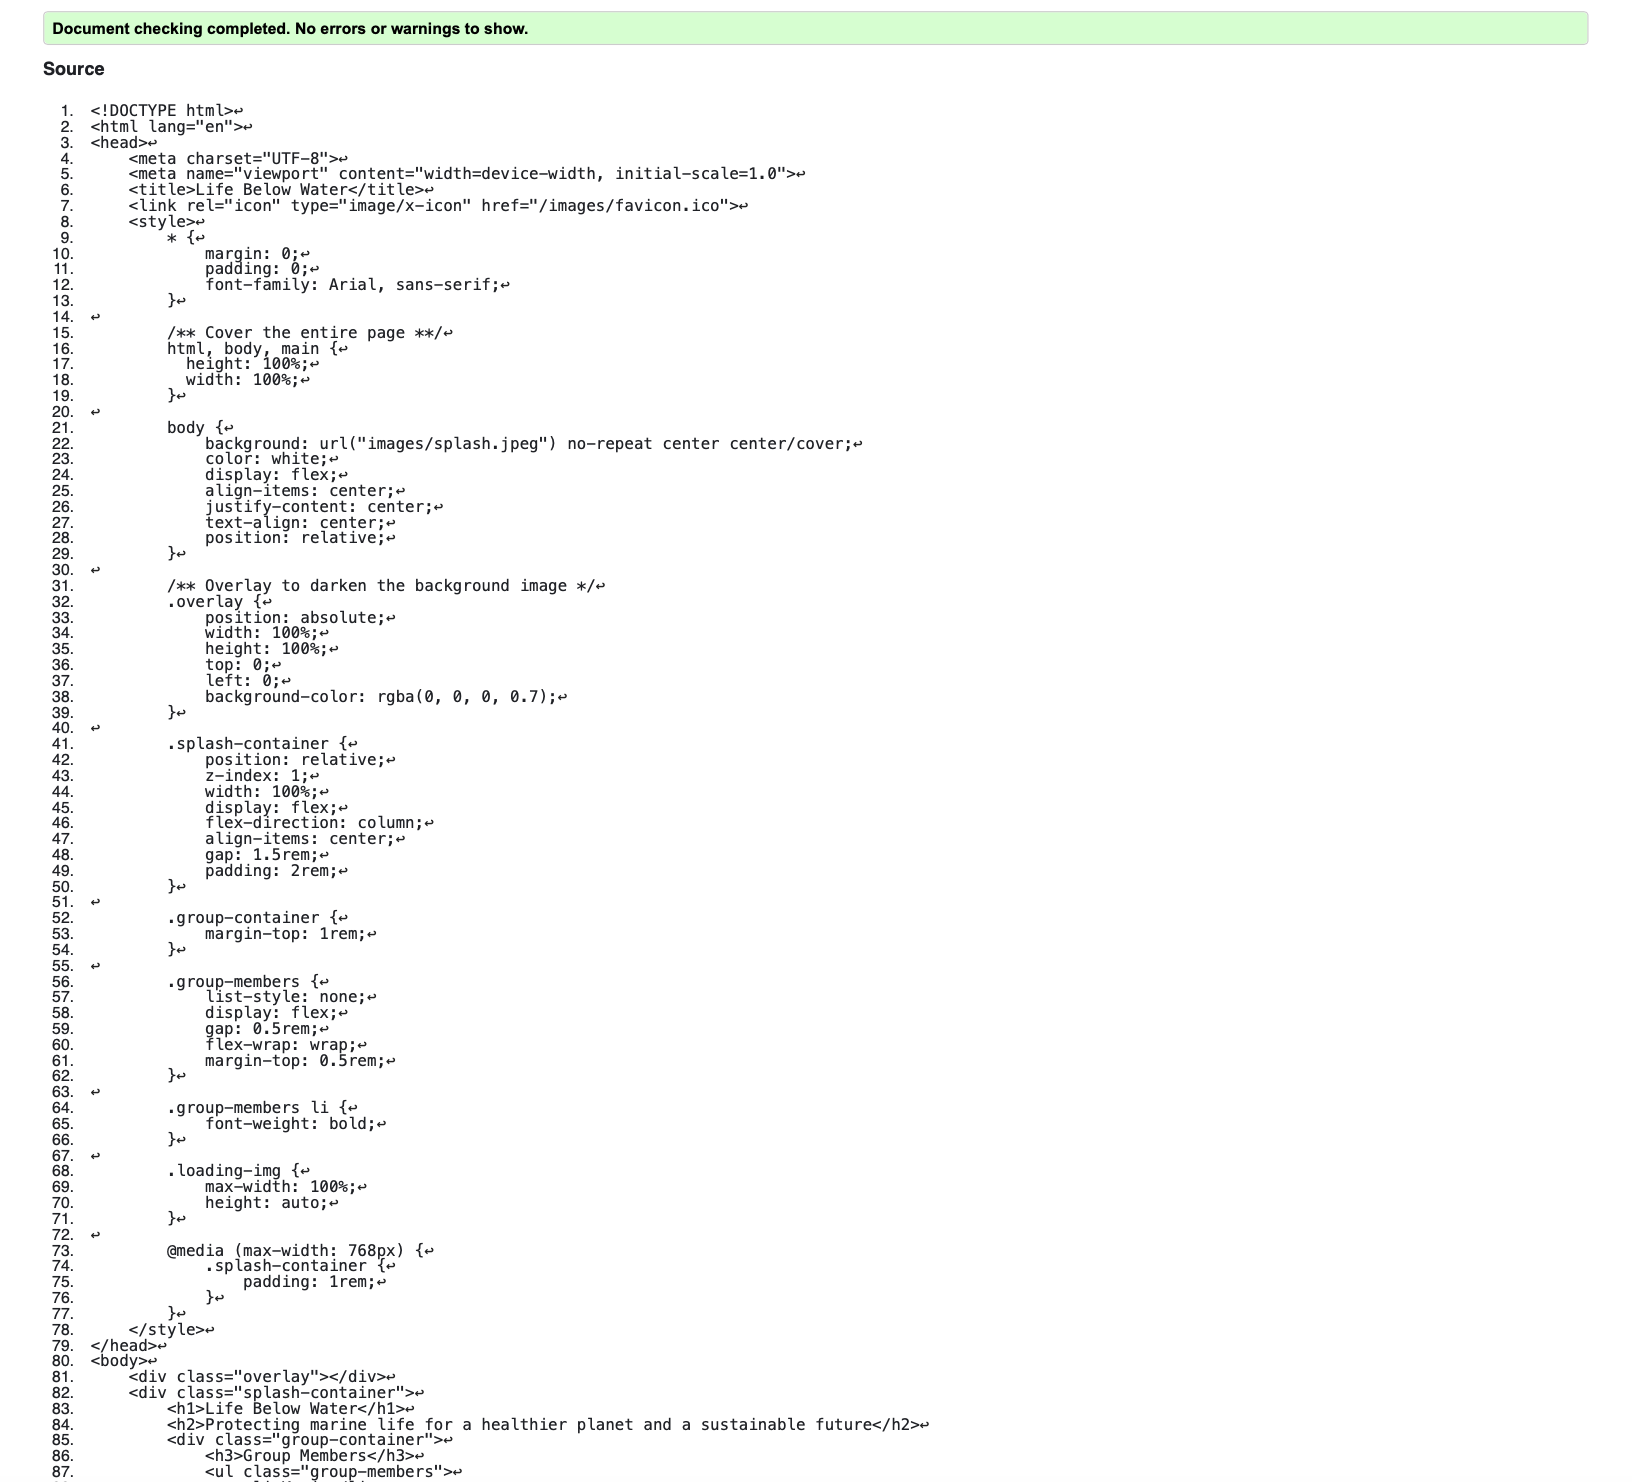 Document checking completed. No errors or warnings to show.
Source
1. <!DOCTYPE html>↩
2. <html lang="en">↩
3. <head>↩
4.     <meta charset="UTF-8">↩
5.     <meta name="viewport" content="width=device-width, initial-scale=1.0">↩
6.     <title>Life Below Water</title>↩
7.     <link rel="icon" type="image/x-icon" href="/images/favicon.ico">↩
8.     <style>↩
9.         * {↩
10.             margin: 0;↩
11.             padding: 0;↩
12.             font-family: Arial, sans-serif;↩
13.         }↩
14. ↩
15.         /** Cover the entire page **/↩
16.         html, body, main {↩
17.           height: 100%;↩
18.           width: 100%;↩
19.         }↩
20. ↩
21.         body {↩
22.             background: url("images/splash.jpeg") no-repeat center center/cover;↩
23.             color: white;↩
24.             display: flex;↩
25.             align-items: center;↩
26.             justify-content: center;↩
27.             text-align: center;↩
28.             position: relative;↩
29.         }↩
30. ↩
31.         /** Overlay to darken the background image */↩
32.         .overlay {↩
33.             position: absolute;↩
34.             width: 100%;↩
35.             height: 100%;↩
36.             top: 0;↩
37.             left: 0;↩
38.             background-color: rgba(0, 0, 0, 0.7);↩
39.         }↩
40. ↩
41.         .splash-container {↩
42.             position: relative;↩
43.             z-index: 1;↩
44.             width: 100%;↩
45.             display: flex;↩
46.             flex-direction: column;↩
47.             align-items: center;↩
48.             gap: 1.5rem;↩
49.             padding: 2rem;↩
50.         }↩
51. ↩
52.         .group-container {↩
53.             margin-top: 1rem;↩
54.         }↩
55. ↩
56.         .group-members {↩
57.             list-style: none;↩
58.             display: flex;↩
59.             gap: 0.5rem;↩
60.             flex-wrap: wrap;↩
61.             margin-top: 0.5rem;↩
62.         }↩
63. ↩
64.         .group-members li {↩
65.             font-weight: bold;↩
66.         }↩
67. ↩
68.         .loading-img {↩
69.             max-width: 100%;↩
70.             height: auto;↩
71.         }↩
72. ↩
73.         @media (max-width: 768px) {↩
74.             .splash-container {↩
75.                 padding: 1rem;↩
76.             }↩
77.         }↩
78.     </style>↩
79. </head>↩
80. <body>↩
81.     <div class="overlay"></div>↩
82.     <div class="splash-container">↩
83.         <h1>Life Below Water</h1>↩
84.         <h2>Protecting marine life for a healthier planet and a sustainable future</h2>↩
85.         <div class="group-container">↩
86.             <h3>Group Members</h3>↩
87.             <ul class="group-members">↩